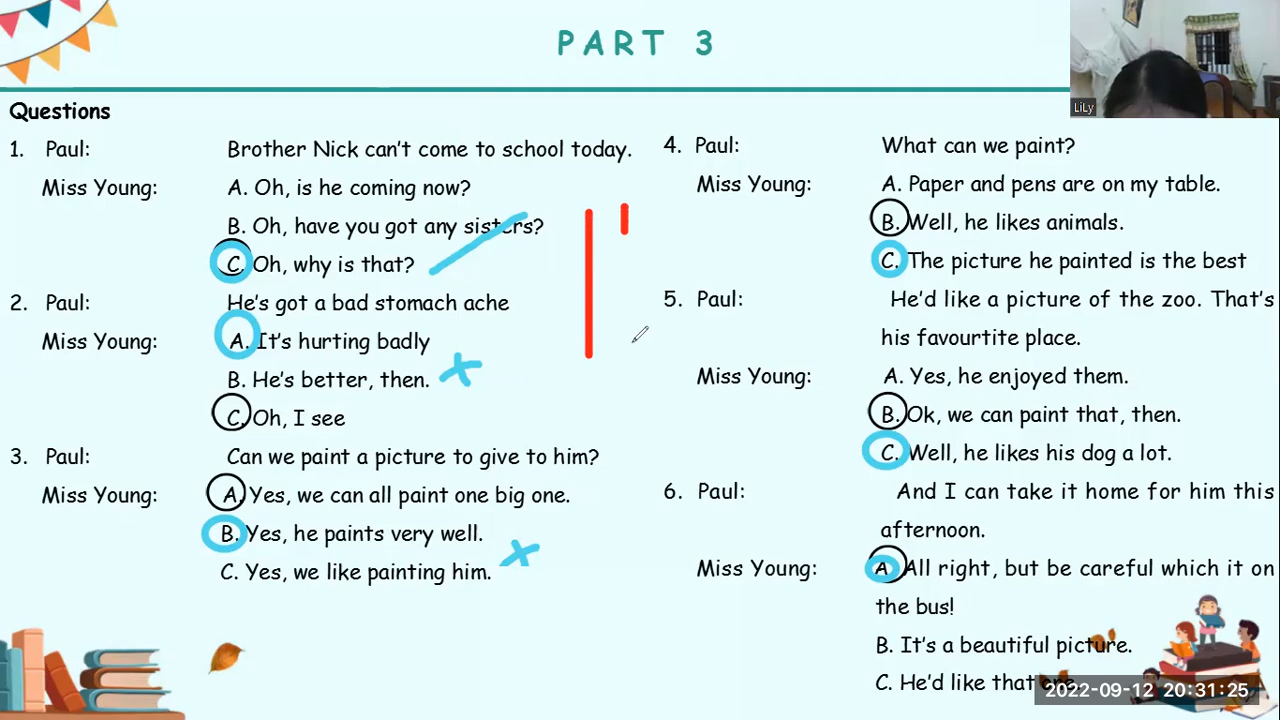 PART 3
LiLy
Questions
1. Paul: Brother Nick can't come to school today.
Miss Young: A. Oh, is he coming now?
B. Oh, have you got any sisters?
C. Oh, why is that?
2. Paul: He's got a bad stomach ache
Miss Young: A. It's hurting badly
B. He's better, then.
C. Oh, I see
3. Paul: Can we paint a picture to give to him?
Miss Young: A. Yes, we can all paint one big one.
B. Yes, he paints very well.
C. Yes, we like painting him.
4. Paul: What can we paint?
Miss Young: A. Paper and pens are on my table.
B. Well, he likes animals.
C. The picture he painted is the best
5. Paul: He'd like a picture of the zoo. That's
his favourtite place.
Miss Young: A. Yes, he enjoyed them.
B. Ok, we can paint that, then.
C. Well, he likes his dog a lot.
6. Paul: And I can take it home for him this
afternoon.
Miss Young: A. All right, but be careful which it on
the bus!
B. It's a beautiful picture.
C. He'd like that
2022-09-12 20:31:25